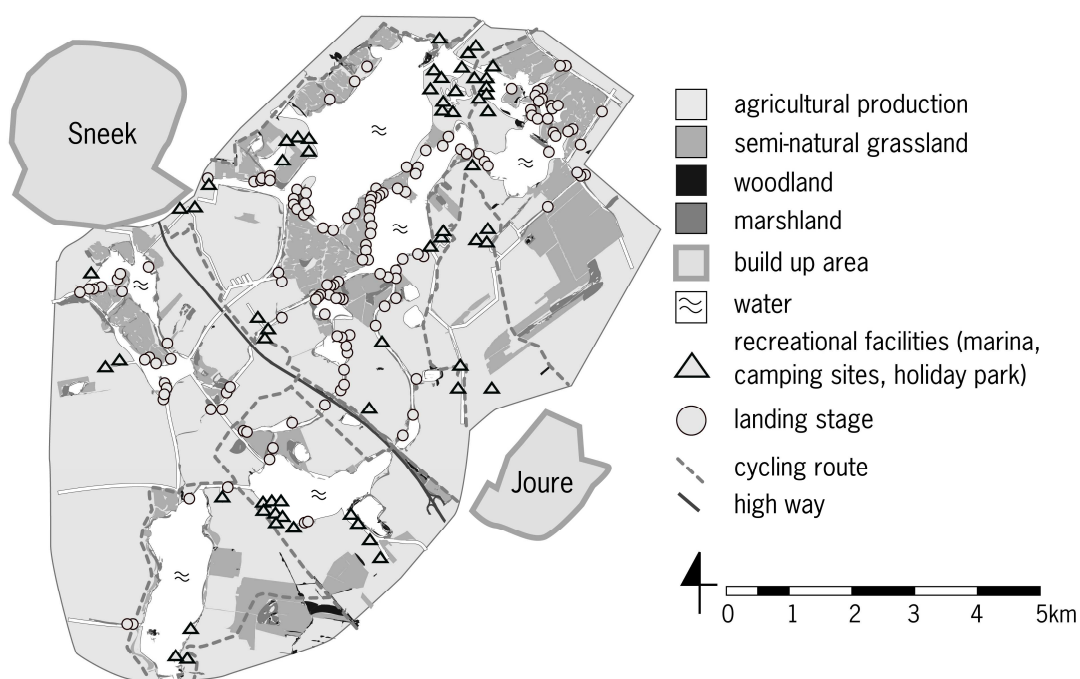 Sneek
Joure
agricultural production
semi-natural grassland
woodland
marshland
build up area
water
recreational facilities (marina,
camping sites, holiday park)
landing stage
cycling route
high way
0 1 2 3 4 5km